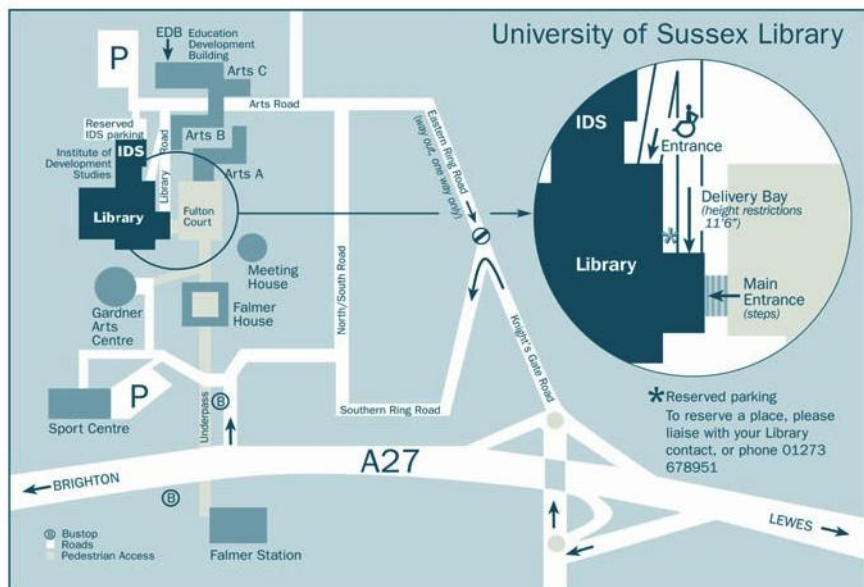 University of Sussex Library
EDB
Education
Development
Building
P
Arts C
Arts Road
Reserved
IDS parking
Arts B
Institute of
Development
Studies
IDS
Library Road
Arts A
Library
Fulton
Court
Meeting
House
Gardner
Arts
Centre
Falmer
House
North/South Road
Eastern Ring Road
(way out, one way only)
Knight's Gate Road
P
Sport Centre
B
Underpass
Southern Ring Road
A27
BRIGHTON
B
LEWES
Falmer Station
B Bustop
Roads
Pedestrian Access
IDS
Entrance
Delivery Bay
(height restrictions
11'6")
*
Library
Main
Entrance
(steps)
*Reserved parking
To reserve a place, please
liaise with your Library
contact, or phone 01273
678951